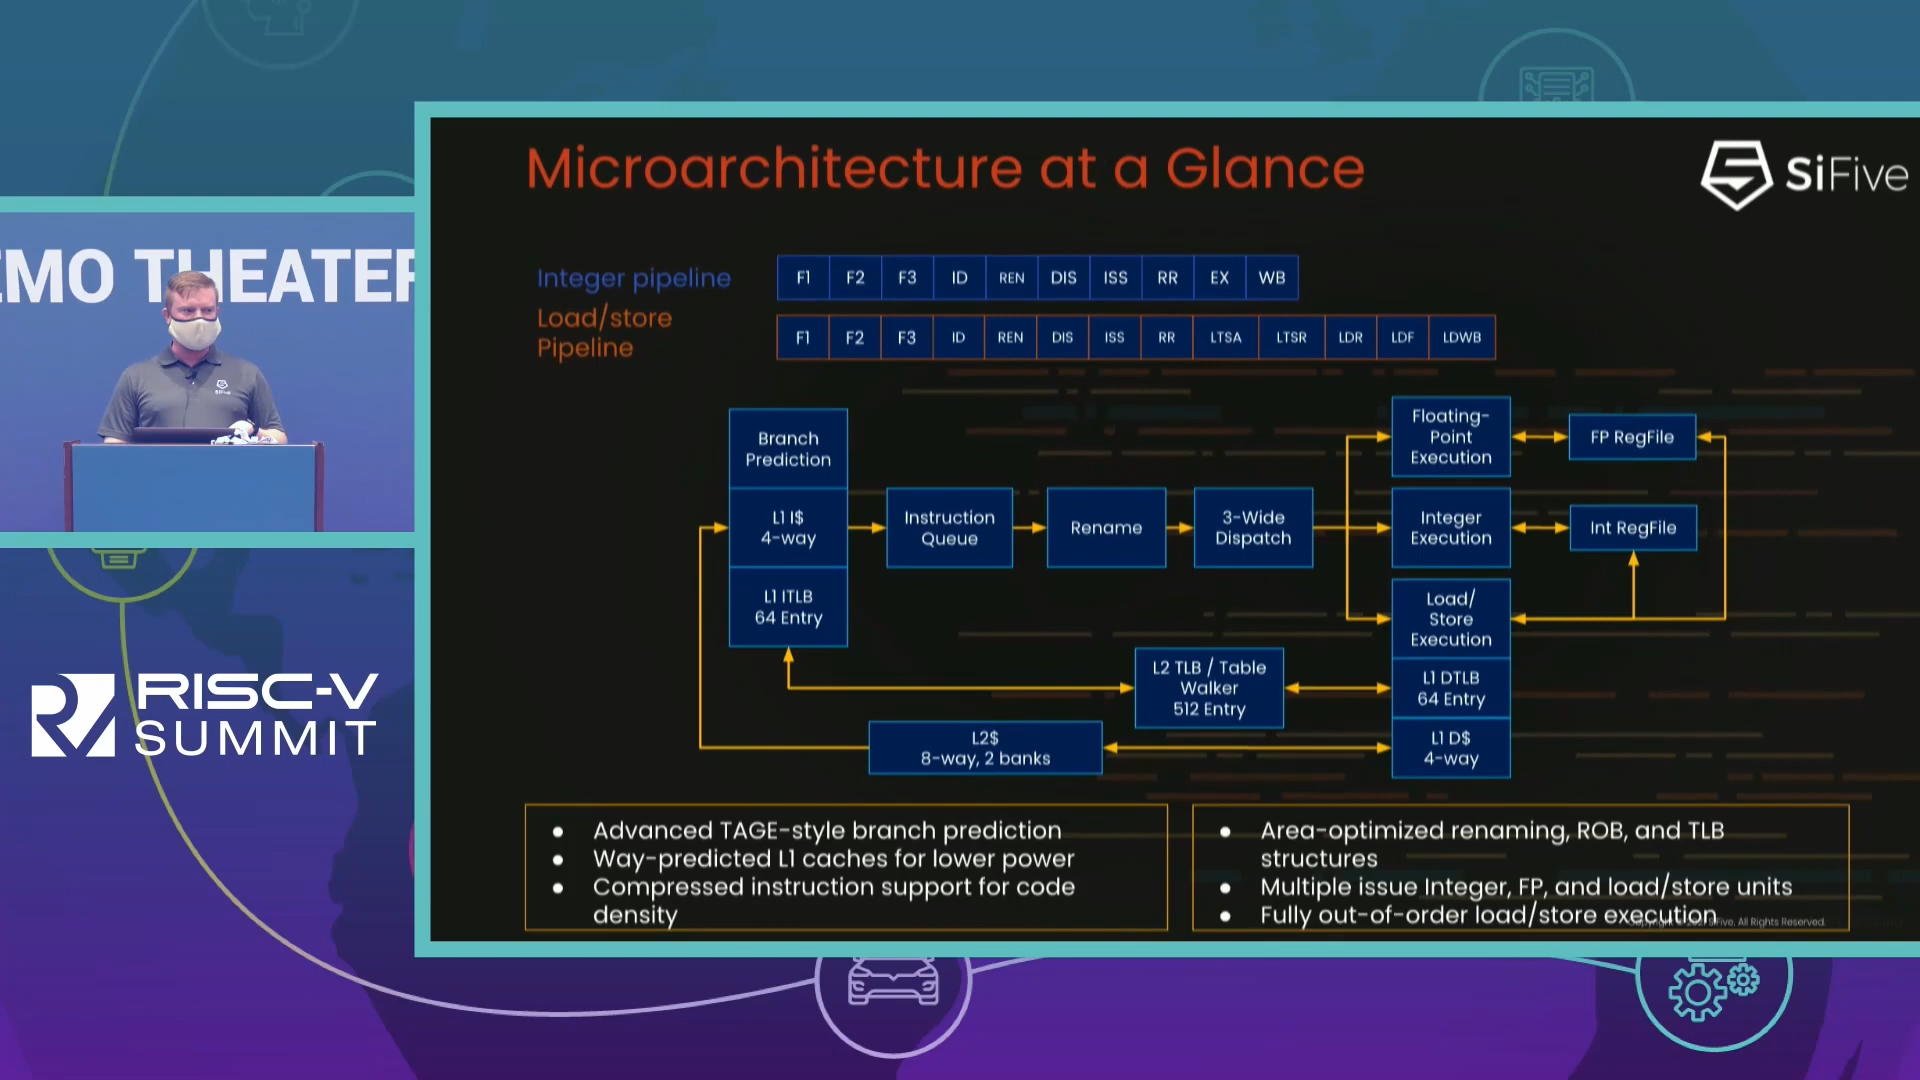 EMO THEATER
SiFive
RISC-V
SUMMIT
Microarchitecture at a Glance
SiFive
Integer pipeline
F1 F2 F3 ID REN DIS ISS RR EX WB
Load/store
Pipeline
F1 F2 F3 ID REN DIS ISS RR LTSA LTSR LDR LDF LDWB
Branch
Prediction
L1 I$
4-way
L1 ITLB
64 Entry
Instruction
Queue
Rename
3-Wide
Dispatch
Floating-
Point
Execution
FP RegFile
Integer
Execution
Int RegFile
Load/
Store
Execution
L1 DTLB
64 Entry
L1 D$
4-way
L2 TLB / Table
Walker
512 Entry
L2$
8-way, 2 banks
● Advanced TAGE-style branch prediction
● Way-predicted L1 caches for lower power
● Compressed instruction support for code
density
● Area-optimized renaming, ROB, and TLB
structures
● Multiple issue Integer, FP, and load/store units
● Fully out-of-order load/store execution
SiFive. All Rights Reserved.